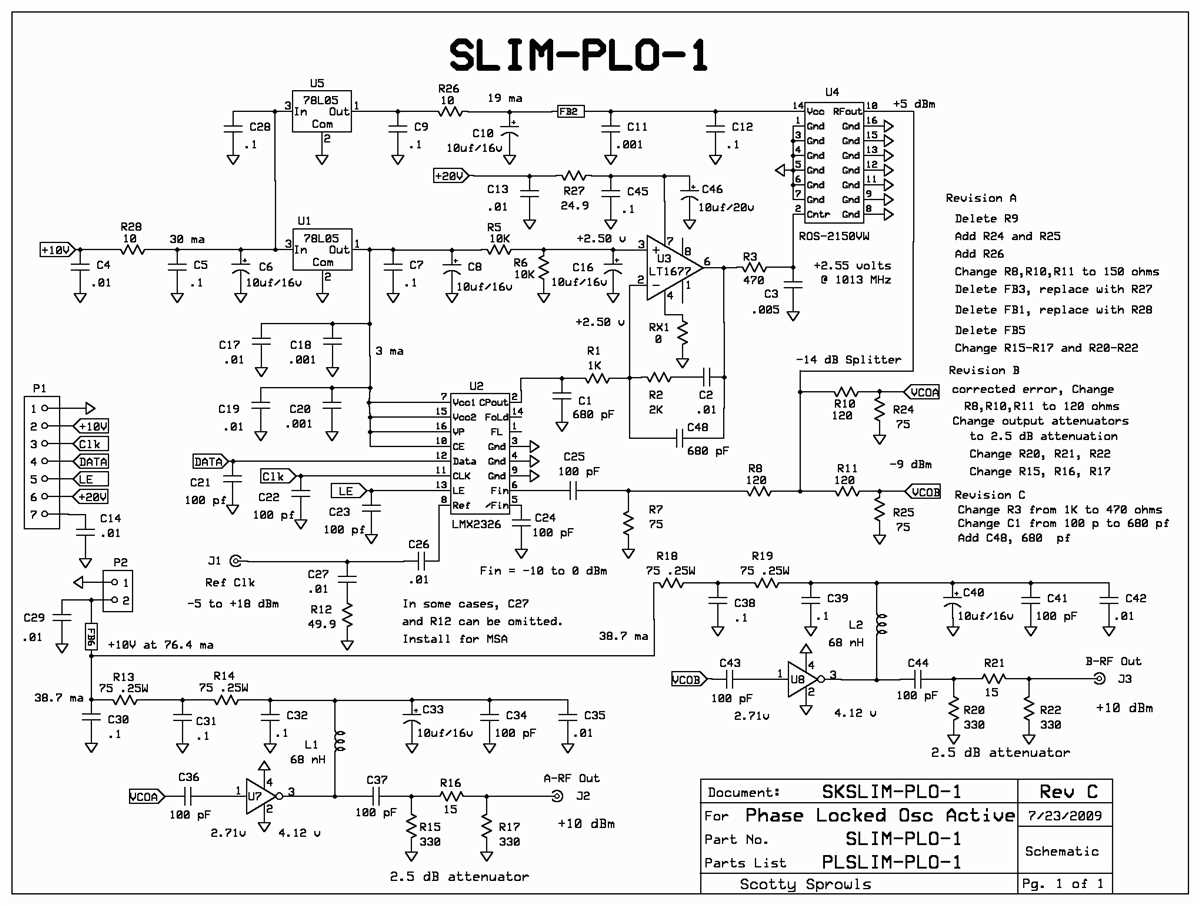 SLIM-PLO-1
U5
78L05
3 In Out 1
Com
2
C28
.1
C9
.1
R26
10
19 ma
C10
10uf/16v
FB2
C11
.001
C12
.1
U4
+5 dBm
14 Vcc RFout 10
1 Gnd Gnd 16
3 Gnd Gnd 15
4 Gnd Gnd 13
5 Gnd Gnd 12
6 Gnd Gnd 11
7 Gnd Gnd 9
2 Cntr Gnd 8
ROS-2150VW
+20V
C13
.01
R27
24.9
C45
.1
C46
10uf/20v
+10V
C4
.01
R28
10
30 ma
C5
.1
C6
10uf/16v
U1
78L05
3 In Out 1
Com
2
C7
.1
C8
10uf/16v
R5
10K
R6
10K
+2.50 v
C16
10uf/16v
U3
LT1677
3
2
7
8
6
4
1
+2.50 v
RX1
0
R3
470
C3
.005
+2.55 volts
@ 1013 MHz
C17
.01
C18
.001
3 ma
C19
.01
C20
.001
R1
1K
C1
680 pF
R2
2K
C2
.01
C48
680 pF
U2
7 Vcc1 CPout 2
15 Vcc2 FoLd 14
16 VP FL 1
10 CE Gnd 3
12 Data Gnd 4
11 CLK Gnd 9
13 LE Fin 6
8 Ref /Fin 5
LMX2326
DATA
C21
100 pf
Clk
C22
100 pf
LE
C23
100 pf
C24
100 pF
C25
100 pF
Fin = -10 to 0 dBm
R7
75
R8
120
-14 dB Splitter
R10
120
R24
75
VCOA
R11
120
-9 dBm
R25
75
VCOB
P1
1
2 +10V
3 Clk
4 DATA
5 LE
6 +20V
7
C14
.01
J1
Ref Clk
-5 to +18 dBm
C26
.01
C27
.01
R12
49.9
In some cases, C27
and R12 can be omitted.
Install for MSA
P2
1
2
C29
.01
FB6
+10V at 76.4 ma
38.7 ma
R18
75 .25W
R19
75 .25W
C38
.1
C39
.1
L2
68 nH
C40
10uf/16v
C41
100 pF
C42
.01
VCOB
C43
100 pF
1
U8
4
2
3
2.71v
4.12 v
C44
100 pF
R20
330
R21
15
R22
330
2.5 dB attenuator
B-RF Out
J3
+10 dBm
38.7 ma
R13
75 .25W
R14
75 .25W
C30
.1
C31
.1
C32
.1
L1
68 nH
C33
10uf/16v
C34
100 pF
C35
.01
VCOA
C36
100 pF
1
U7
4
2
3
2.71v
4.12 v
C37
100 pF
R15
330
R16
15
R17
330
2.5 dB attenuator
A-RF Out
J2
+10 dBm
Revision A
Delete R9
Add R24 and R25
Add R26
Change R8,R10,R11 to 150 ohms
Delete FB3, replace with R27
Delete FB1, replace with R28
Delete FB5
Change R15-R17 and R20-R22
Revision B
corrected error, Change
R8,R10,R11 to 120 ohms
Change output attenuators
to 2.5 dB attenuation
Change R20, R21, R22
Change R15, R16, R17
Revision C
Change R3 from 1K to 470 ohms
Change C1 from 100 p to 680 pf
Add C48, 680 pf
Document: SKSLIM-PLO-1 Rev C
For Phase Locked Osc Active 7/23/2009
Part No. SLIM-PLO-1
Schematic
Parts List PLSLIM-PLO-1
Scotty Sprowls Pg. 1 of 1